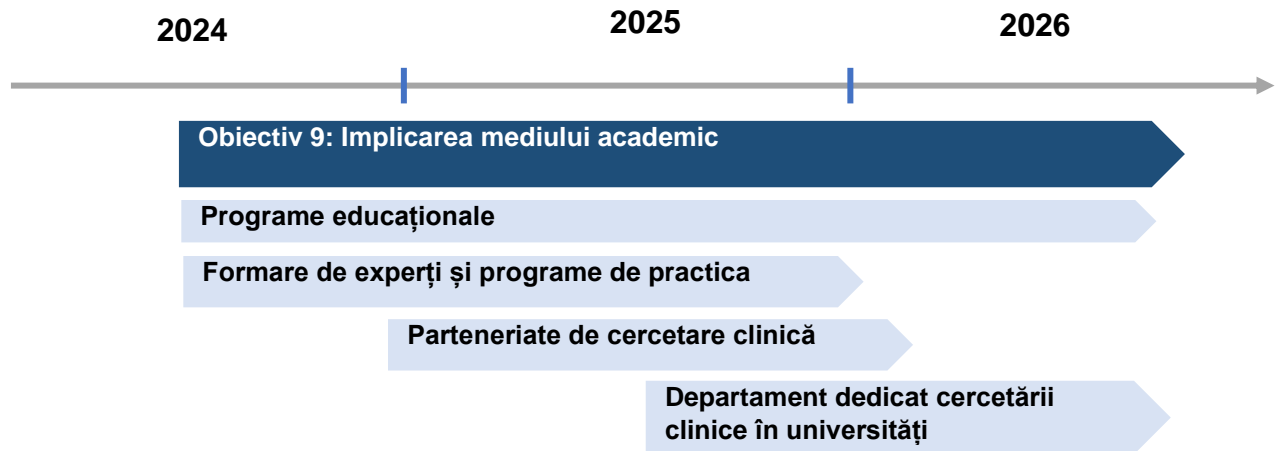 2024
2025
2026
Obiectiv 9: Implicarea mediului academic
Programe educaționale
Formare de experți și programe de practica
Parteneriate de cercetare clinică
Departament dedicat cercetării
clinice în universități